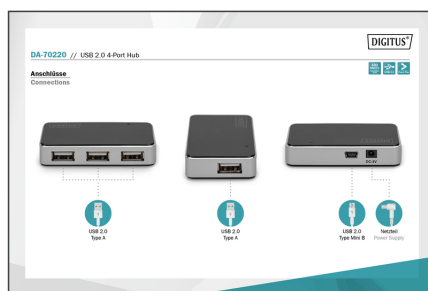 DIGITUS®
DA-70220 // USB 2.0 4-Port Hub
Anschlüsse
Connections
DC-5V
USB 2.0
Type A
USB 2.0
Type A
USB 2.0
Type Mini B
Netzteil
Power Supply